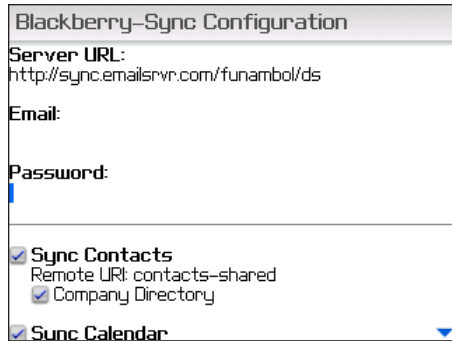 Blackberry-Sync Configuration
Server URL:
http://sync.emailsrvr.com/funambol/ds
Email:
Password:
Sync Contacts
Remote URI: contacts-shared
Company Directory
Sync Calendar